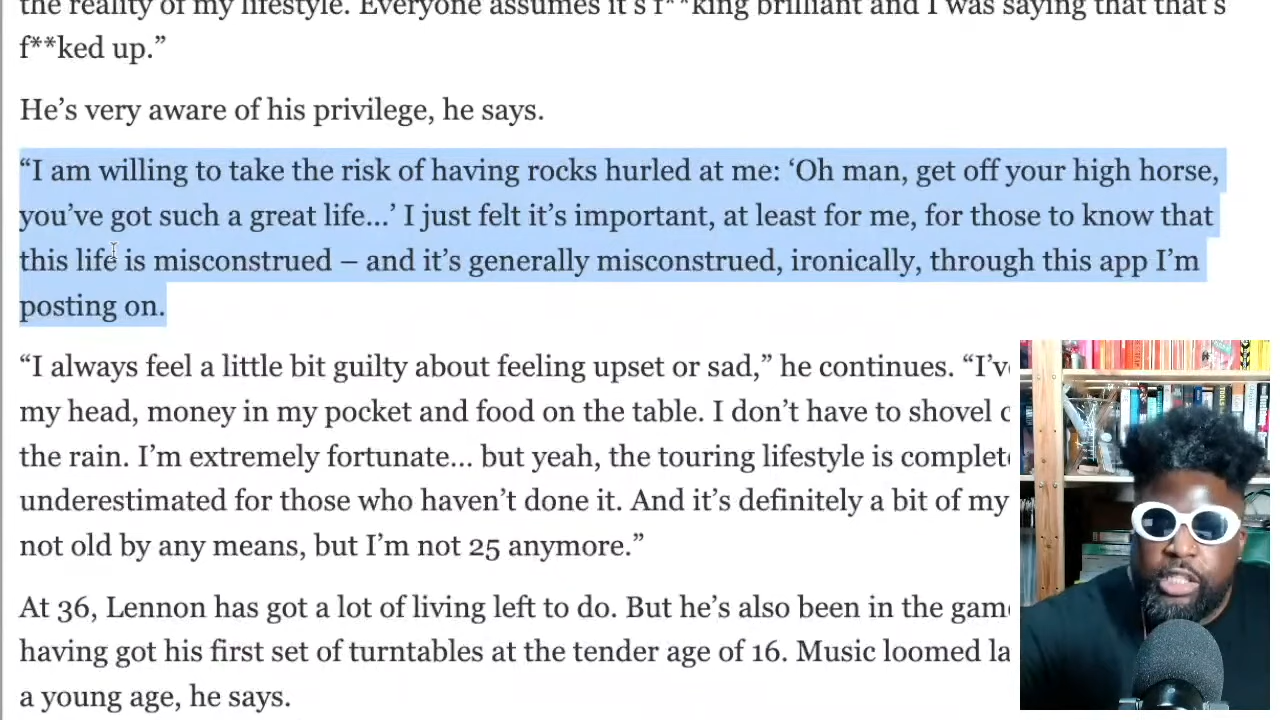 the reality of my lifestyle. Everyone assumes it's f**king brilliant and I was saying that that's
f**ked up.”
He’s very aware of his privilege, he says.
“I am willing to take the risk of having rocks hurled at me: ‘Oh man, get off your high horse,
you’ve got such a great life...’ I just felt it’s important, at least for me, for those to know that
this life is misconstrued – and it’s generally misconstrued, ironically, through this app I’m
posting on.
“I always feel a little bit guilty about feeling upset or sad,” he continues. “I’v
my head, money in my pocket and food on the table. I don’t have to shovel
the rain. I’m extremely fortunate... but yeah, the touring lifestyle is complet
underestimated for those who haven’t done it. And it’s definitely a bit of my
not old by any means, but I’m not 25 anymore.”
At 36, Lennon has got a lot of living left to do. But he’s also been in the gam
having got his first set of turntables at the tender age of 16. Music loomed la
a young age, he says.